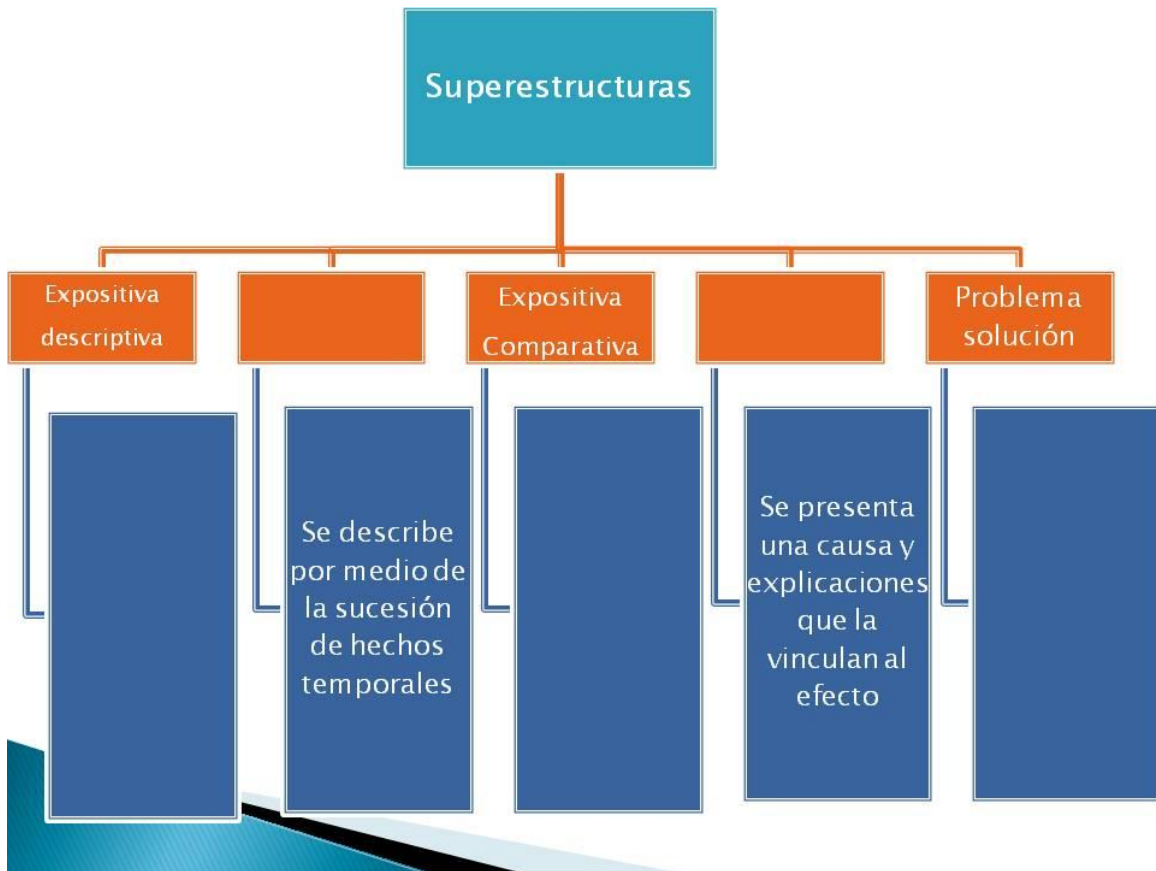 Superestructuras
Expositiva
descriptiva
Expositiva
Comparativa
Problema
solución
Se describe
por medio de
la sucesión
de hechos
temporales
Se presenta
una causa y
explicaciones
que la
vinculan al
efecto